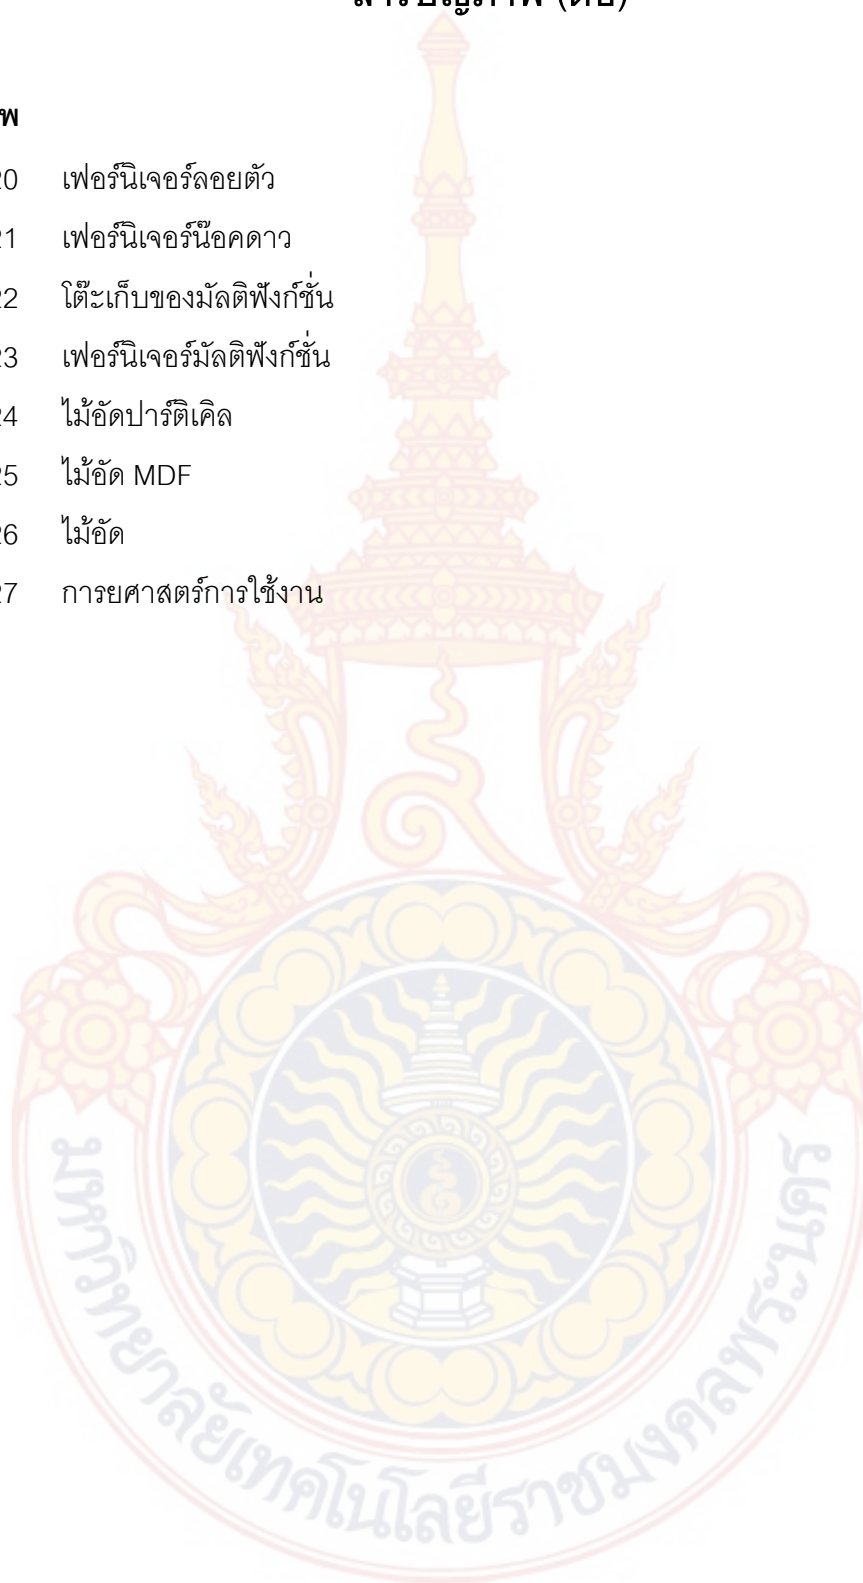 สารบัญภาพ (ต่อ)
พ
20 เฟอร์นิเจอร์ลอยตัว
21 เฟอร์นิเจอร์น๊อคดาว
22 โต๊ะเก็บของมัลติฟังก์ชั่น
23 เฟอร์นิเจอร์มัลติฟังก์ชั่น
24 ไม้อัดปาร์ติเคิล
25 ไม้อัด MDF
26 ไม้อัด
27 การยศาสตร์การใช้งาน
มหาวิทยาลัยเทคโนโลยีราชมงคลพระนคร